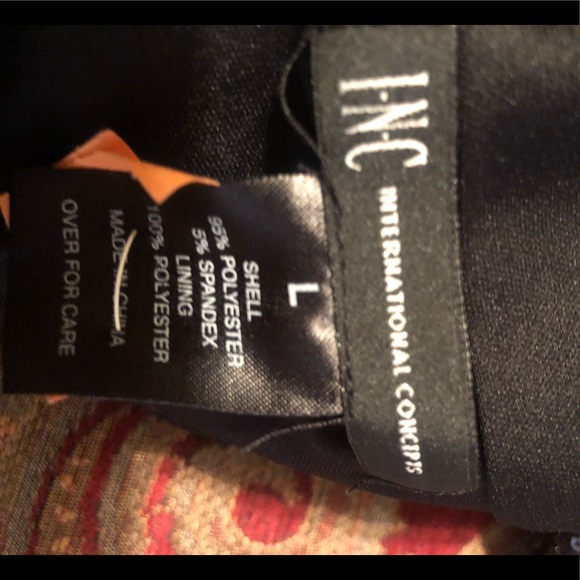 I·N·C
INTERNATIONAL CONCEPTS
L
SHELL
95% POLYESTER
5% SPANDEX
LINING
100% POLYESTER
MADE IN CHINA
OVER FOR CARE